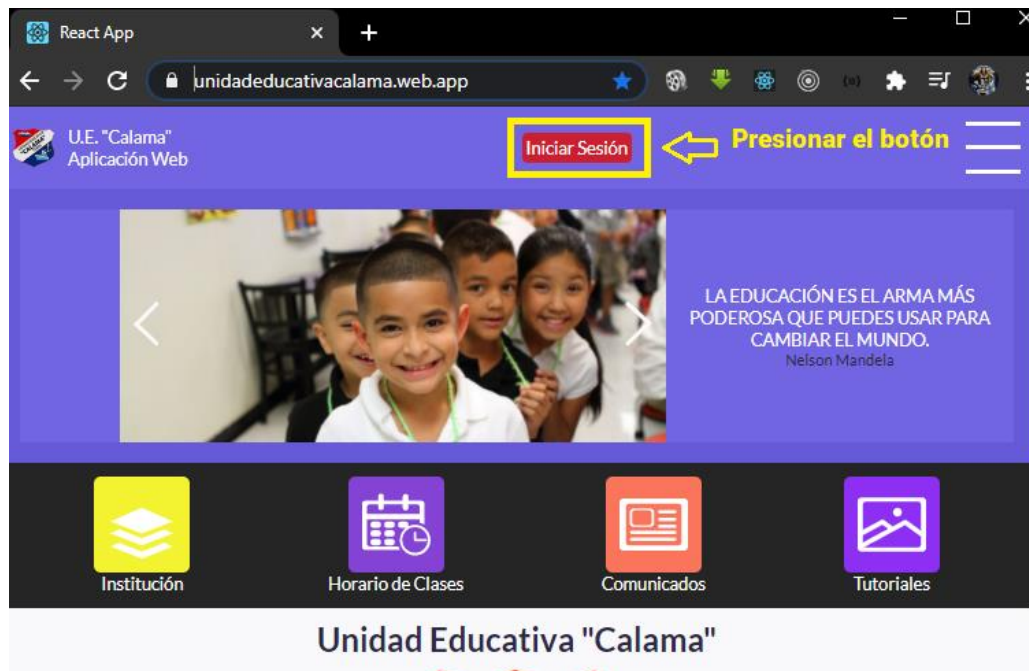 React App
unidadeducativacalama.web.app
U.E. "Calama"
Aplicación Web
Iniciar Sesión
Presionar el botón
LA EDUCACIÓN ES EL ARMA MÁS
PODEROSA QUE PUEDES USAR PARA
CAMBIAR EL MUNDO.
Nelson Mandela
Institución
Horario de Clases
Comunicados
Tutoriales
Unidad Educativa "Calama"